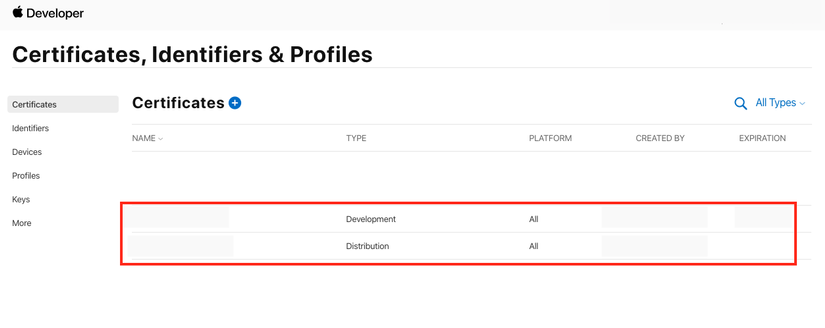 Developer
Certificates, Identifiers & Profiles
Certificates
Identifiers
Devices
Profiles
Keys
More
Certificates
All Types
NAME TYPE PLATFORM CREATED BY EXPIRATION
Development All
Distribution All